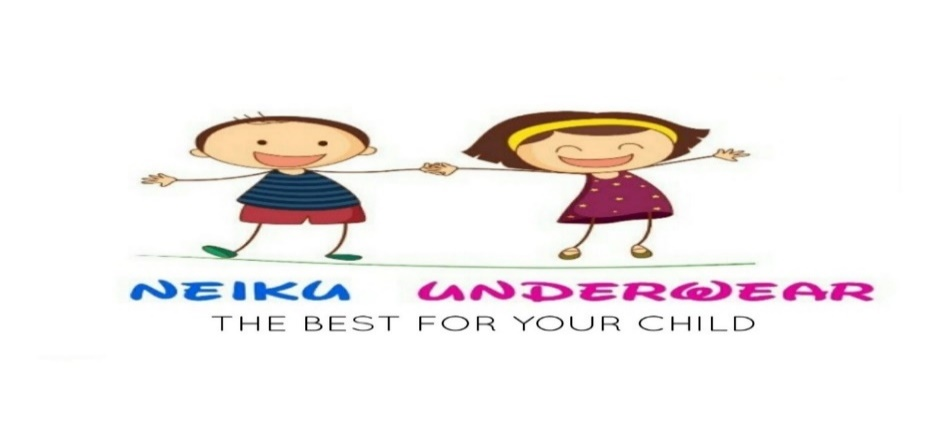 NEIKU UNDERWEAR
THE BEST FOR YOUR CHILD